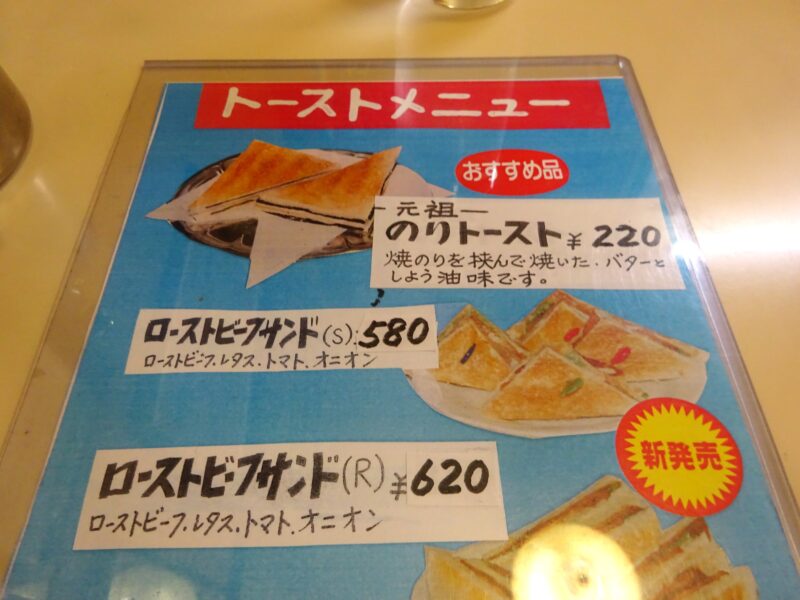 トーストメニュー
おすすめ品
元祖ー
のりトースト ¥220
焼のりを挟んで焼いた．バターと
しょう油味です。
ローストビーフサンド(S)．580
ローストビーフ．レタス．トマト．オニオン
新発売
ローストビーフサンド(R) ¥620
ローストビーフ．レタス．トマト．オニオン